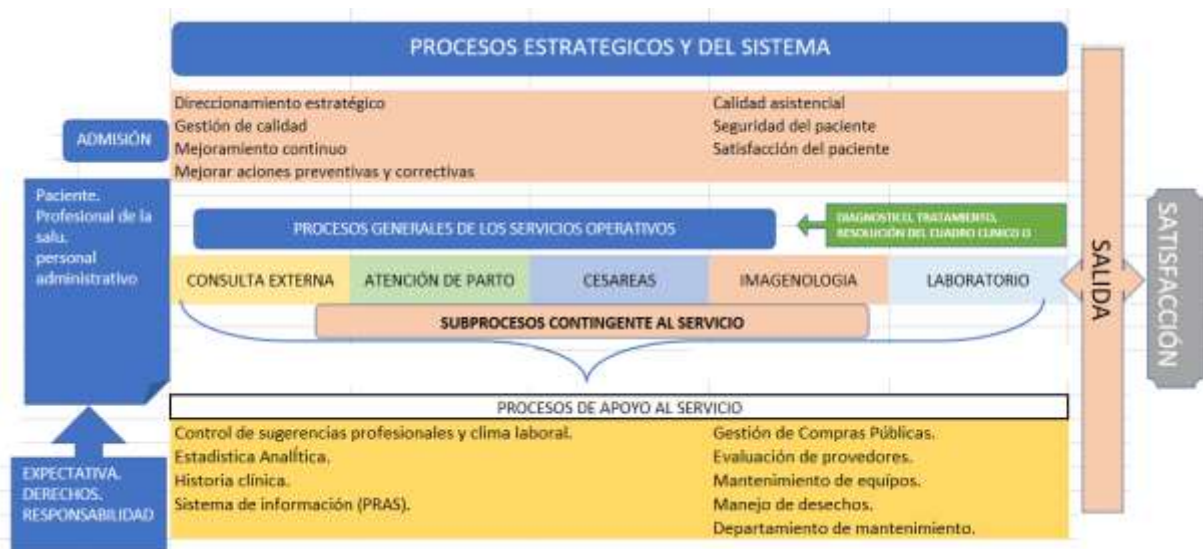 PROCESOS ESTRATEGICOS Y DEL SISTEMA
Direccionamiento estratégico
Gestión de calidad
Mejoramiento continuo
Mejorar aciones preventivas y correctivas
Calidad asistencial
Seguridad del paciente
Satisfacción del paciente
ADMISIÓN
Paciente.
Profesional de la
salu.
personal
administrativo
PROCESOS GENERALES DE LOS SERVICIOS OPERATIVOS
DIAGNOSTICO, TRATAMIENTO,
RESOLUCIÓN DEL CUADRO CLINICO O
CONSULTA EXTERNA
ATENCIÓN DE PARTO
CESAREAS
IMAGENOLOGIA
LABORATORIO
SUBPROCESOS CONTINGENTE AL SERVICIO
PROCESOS DE APOYO AL SERVICIO
Control de sugerencias profesionales y clima laboral.
Estadistica Analítica.
Historia clínica.
Sistema de información (PRAS).
Gestión de Compras Públicas.
Evaluación de provedores.
Mantenimiento de equípos.
Manejo de desechos.
Departamento de mantenimiento.
EXPECTATIVA.
DERECHOS.
RESPONSABILIDAD
SALIDA
SATISFACCIÓN